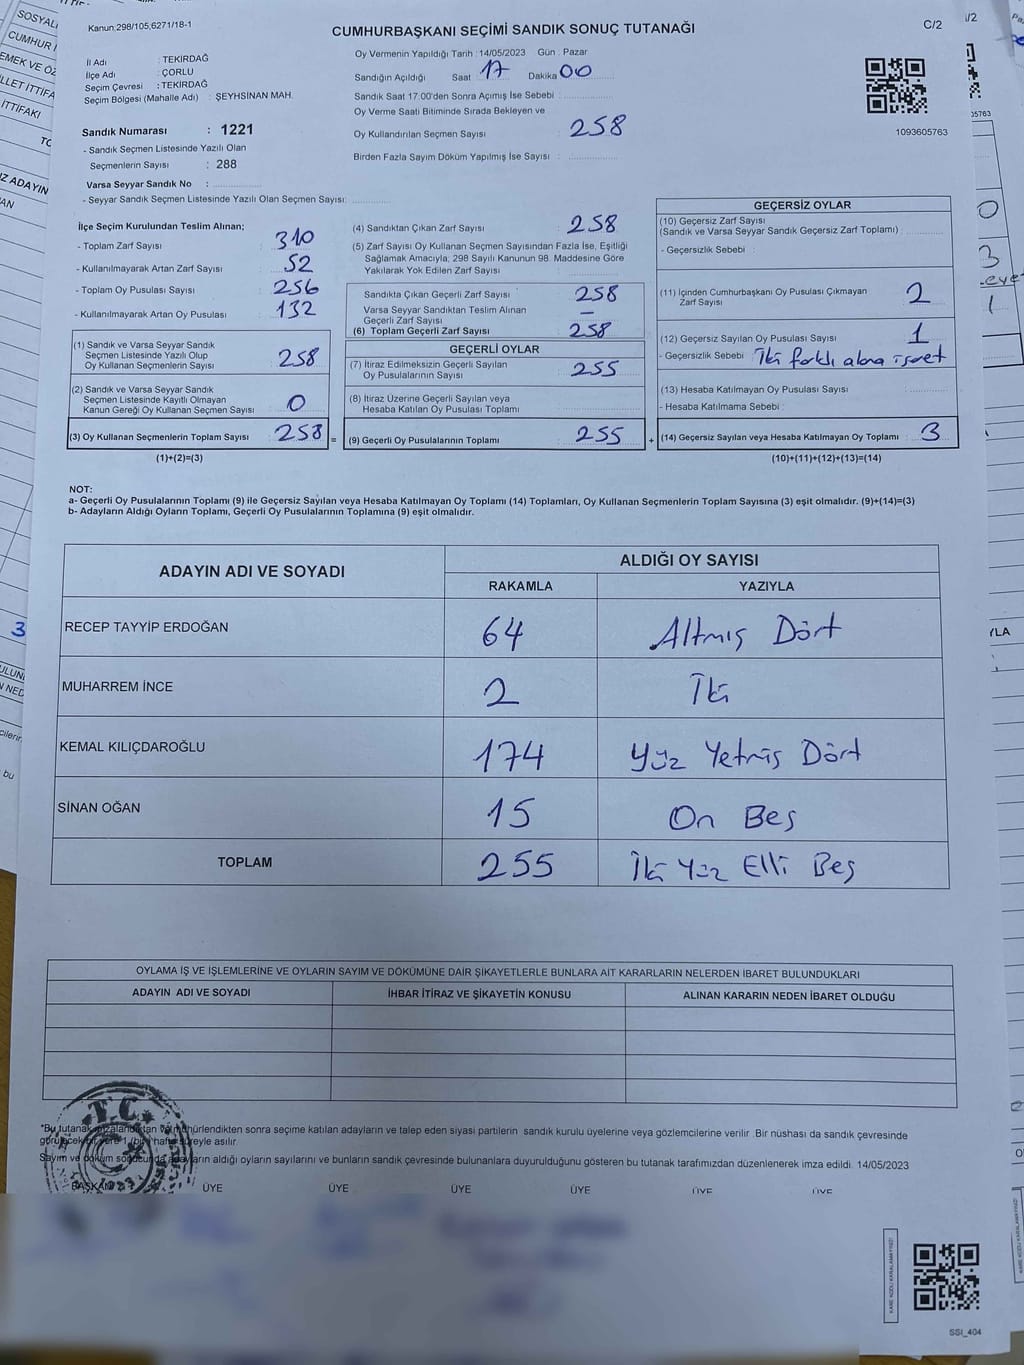 Kanun:298/105,6271/18-1
CUMHURBAŞKANI SEÇİMİ SANDIK SONUÇ TUTANAĞI
C/2
İl Adı : TEKİRDAĞ
İlçe Adı : ÇORLU
Seçim Çevresi : TEKİRDAĞ
Seçim Bölgesi (Mahalle Adı) : ŞEYHSİNAN MAH.
Sandık Numarası : 1221
- Sandık Seçmen Listesinde Yazılı Olan
Seçmenlerin Sayısı : 288
Varsa Seyyar Sandık No :
- Seyyar Sandık Seçmen Listesinde Yazılı Olan Seçmen Sayısı:
Oy Vermenin Yapıldığı Tarih : 14/05/2023 Gün : Pazar
Sandığın Açıldığı Saat 17 Dakika 00
Sandık Saat 17:00'den Sonra Açımış İse Sebebi
Oy Verme Saati Bitiminde Sırada Bekleyen ve
Oy Kullandırılan Seçmen Sayısı 258
Birden Fazla Sayım Döküm Yapılmış İse Sayısı :
1093605763
İlçe Seçim Kurulundan Teslim Alınan;
- Toplam Zarf Sayısı 310
- Kullanılmayarak Artan Zarf Sayısı 52
- Toplam Oy Pusulası Sayısı 256
- Kullanılmayarak Artan Oy Pusulası 132
(1) Sandık ve Varsa Seyyar Sandık
Seçmen Listesinde Yazılı Olup
Oy Kullanan Seçmenlerin Sayısı 258
(2) Sandık ve Varsa Seyyar Sandık
Seçmen Listesinde Kayıtlı Olmayan
Kanun Gereği Oy Kullanan Seçmen Sayısı 0
(3) Oy Kullanan Seçmenlerin Toplam Sayısı 258 =
(1)+(2)=(3)
(4) Sandıktan Çıkan Zarf Sayısı 258
(5) Zarf Sayısı Oy Kullanan Seçmen Sayısından Fazla İse, Eşitliği
Sağlamak Amacıyla; 298 Sayılı Kanunun 98. Maddesine Göre
Yakılarak Yok Edilen Zarf Sayısı
Sandıkta Çıkan Geçerli Zarf Sayısı : 258
Varsa Seyyar Sandıktan Teslim Alınan
Geçerli Zarf Sayısı –
(6) Toplam Geçerli Zarf Sayısı 258
GEÇERLİ OYLAR
(7) İtiraz Edilmeksizin Geçerli Sayılan
Oy Pusulalarının Sayısı 255
(8) İtiraz Üzerine Geçerli Sayılan veya
Hesaba Katılan Oy Pusulası Toplamı
(9) Geçerli Oy Pusulalarının Toplamı 255 +
GEÇERSİZ OYLAR
(10) Geçersiz Zarf Sayısı
(Sandık ve Varsa Seyyar Sandık Geçersiz Zarf Toplamı)
- Geçersizlik Sebebi :
(11) İçinden Cumhurbaşkanı Oy Pusulası Çıkmayan
Zarf Sayısı 2
(12) Geçersiz Sayılan Oy Pusulası Sayısı 1
- Geçersizlik Sebebi : İki farklı alana işaret
(13) Hesaba Katılmayan Oy Pusulası Sayısı
- Hesaba Katılmama Sebebi :
(14) Geçersiz Sayılan veya Hesaba Katılmayan Oy Toplamı : 3
(10)+(11)+(12)+(13)=(14)
NOT:
a- Geçerli Oy Pusulalarının Toplamı (9) ile Geçersiz Sayılan veya Hesaba Katılmayan Oy Toplamı (14) Toplamları, Oy Kullanan Seçmenlerin Toplam Sayısına (3) eşit olmalıdır. (9)+(14)=(3)
b- Adayların Aldığı Oyların Toplamı, Geçerli Oy Pusulalarının Toplamına (9) eşit olmalıdır.
ADAYIN ADI VE SOYADI
ALDIĞI OY SAYISI
RAKAMLA YAZIYLA
RECEP TAYYİP ERDOĞAN 64 Altmış Dört
MUHARREM İNCE 2 İki
KEMAL KILIÇDAROĞLU 174 Yüz Yetmiş Dört
SİNAN OĞAN 15 On Beş
TOPLAM 255 İki Yüz Elli Beş
OYLAMA İŞ VE İŞLEMLERİNE VE OYLARIN SAYIM VE DÖKÜMÜNE DAİR ŞİKAYETLERLE BUNLARA AİT KARARLARIN NELERDEN İBARET BULUNDUKLARI
ADAYIN ADI VE SOYADI İHBAR İTİRAZ VE ŞİKAYETİN KONUSU ALINAN KARARIN NEDEN İBARET OLDUĞU
T.C.
*Bu tutanak mühürlendikten sonra seçime katılan adayların ve talep eden siyasi partilerin sandık kurulu üyelerine veya gözlemcilerine verilir. Bir nüshası da sandık çevresinde
asılır.
Sayım ve döküm sonucunda adayların aldığı oyların sayılarını ve bunların sandık çevresinde bulunanlara duyurulduğunu gösteren bu tutanak tarafımızdan düzenlenerek imza edildi. 14/05/2023
BAŞKAN ÜYE ÜYE ÜYE ÜYE ÜYE ÜYE
KARE KODU KARALAMAYINIZ!
SSI_404